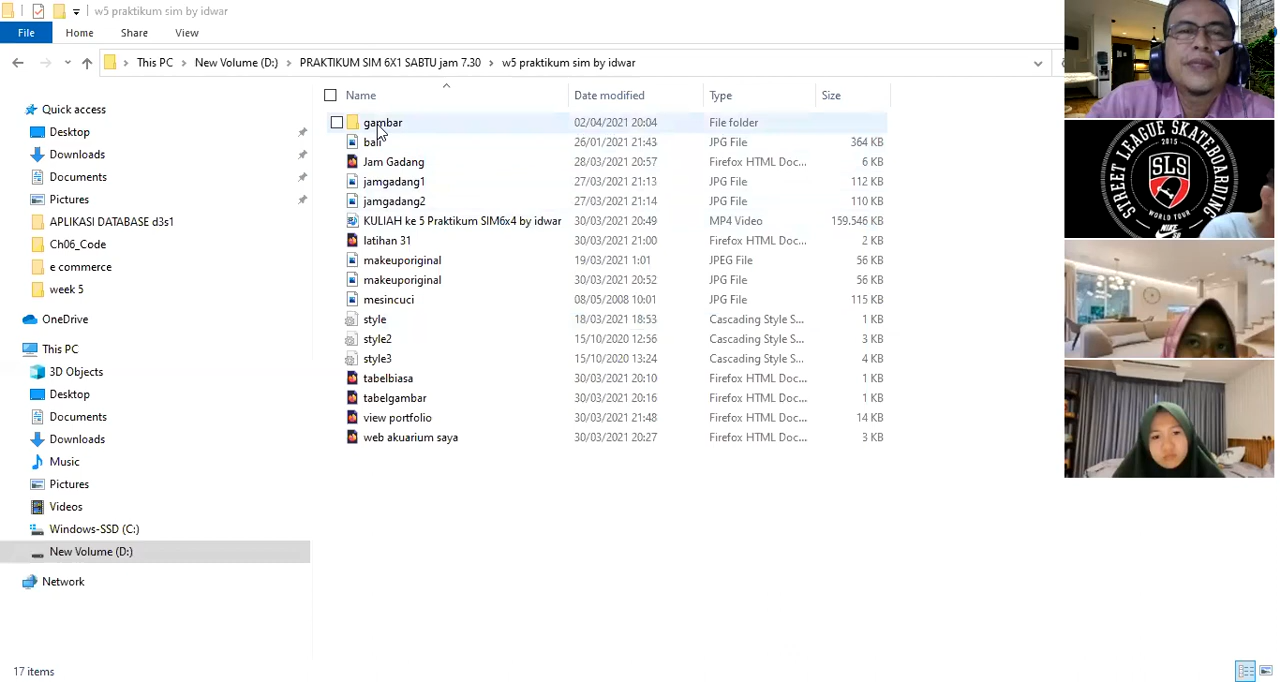 w5 praktikum sim by idwar
File Home Share View
This PC New Volume (D:) PRAKTIKUM SIM 6X1 SABTU jam 7.30 w5 praktikum sim by idwar
Name Date modified Type Size
Quick access
Desktop
Downloads
Documents
Pictures
APLIKASI DATABASE d3s1
Ch06_Code
e commerce
week 5
OneDrive
This PC
3D Objects
Desktop
Documents
Downloads
Music
Pictures
Videos
Windows-SSD (C:)
New Volume (D:)
Network
gambar 02/04/2021 20:04 File folder
bali 26/01/2021 21:43 JPG File 364 KB
Jam Gadang 28/03/2021 20:57 Firefox HTML Doc... 6 KB
jamgadang1 27/03/2021 21:13 JPG File 112 KB
jamgadang2 27/03/2021 21:14 JPG File 110 KB
KULIAH ke 5 Praktikum SIM6x4 by idwar 30/03/2021 20:49 MP4 Video 159.546 KB
latihan 31 30/03/2021 21:00 Firefox HTML Doc... 2 KB
makeuporiginal 19/03/2021 1:01 JPEG File 56 KB
makeuporiginal 30/03/2021 20:52 JPG File 56 KB
mesincuci 08/05/2008 10:01 JPG File 115 KB
style 18/03/2021 18:53 Cascading Style S... 1 KB
style2 15/10/2020 12:56 Cascading Style S... 3 KB
style3 15/10/2020 13:24 Cascading Style S... 4 KB
tabelbiasa 30/03/2021 20:10 Firefox HTML Doc... 1 KB
tabelgambar 30/03/2021 20:16 Firefox HTML Doc... 1 KB
view portfolio 30/03/2021 21:48 Firefox HTML Doc... 14 KB
web akuarium saya 30/03/2021 20:27 Firefox HTML Doc... 3 KB
17 items
STREET LEAGUE SKATEBOARDING
2015
SLS
WORLD TOUR
NIKE SB